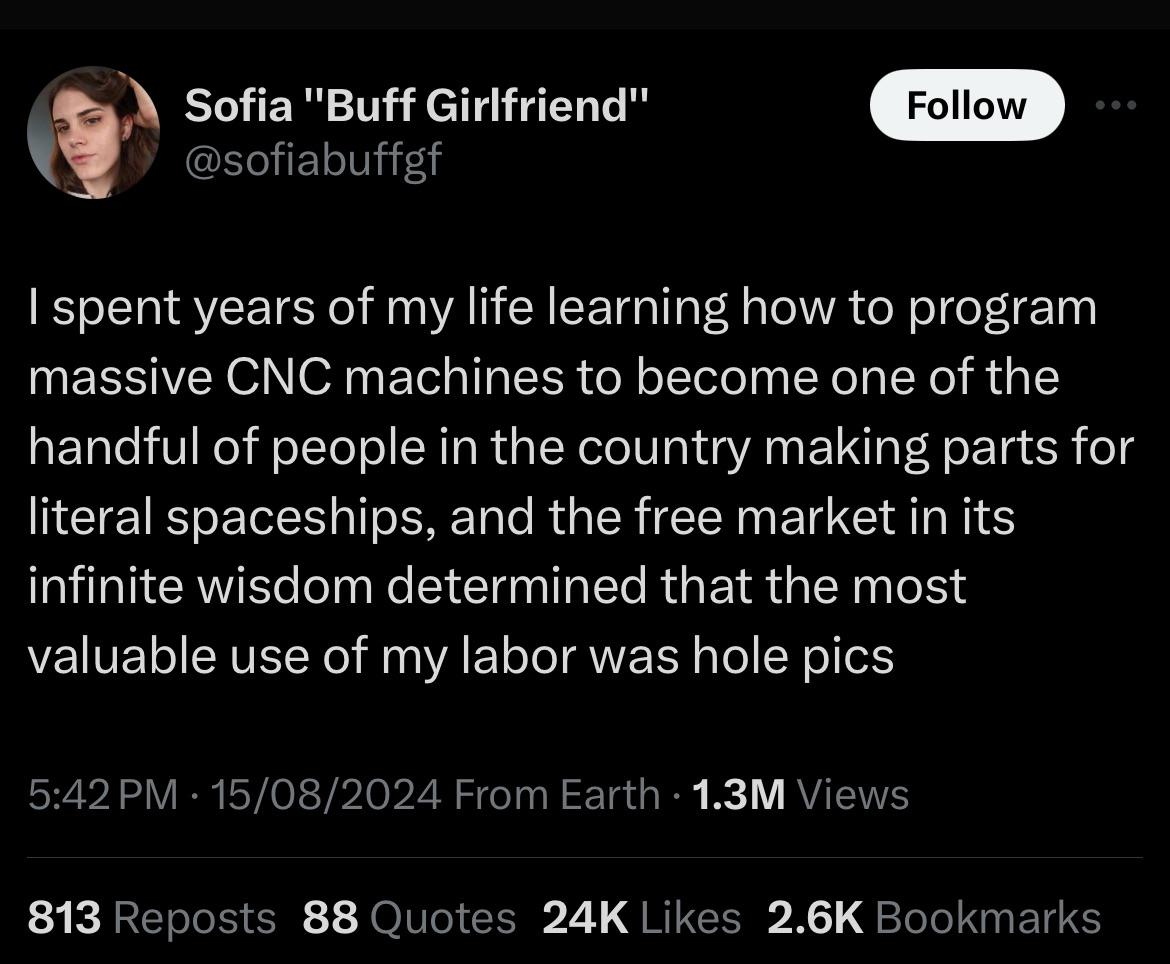 Sofia "Buff Girlfriend"
Follow
@sofiabuffgf
I spent years of my life learning how to program
massive CNC machines to become one of the
handful of people in the country making parts for
literal spaceships, and the free market in its
infinite wisdom determined that the most
valuable use of my labor was hole pics
5:42 PM · 15/08/2024 From Earth · 1.3M Views
813 Reposts 88 Quotes 24K Likes 2.6K Bookmarks